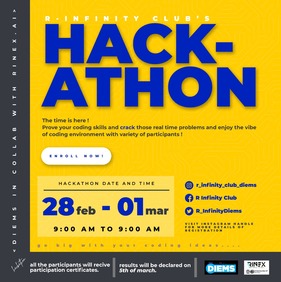 R-INFINITY CLUB'S
HACK-
ATHON
<DIEMS IN COLLAB WITH RINEX.AI>
The time is here !
Prove your coding skills and crack those real time problems and enjoy the vibe
of coding environment with variety of participants !
ENROLL NOW!
HACKATHON DATE AND TIME
28 feb - 01 mar
9:00 AM TO 9:00 AM
r_infinity_club_diems
R Infinity Club
R_InfinityDiems
VISIT INSTAGRAM HANDLE
FOR MORE DETAILS OF
REGISTRATION
go big with your coding ideas....
all the participants will recive
participation certificates.
results will be declared on
5th of march.
DIEMS
RINEX